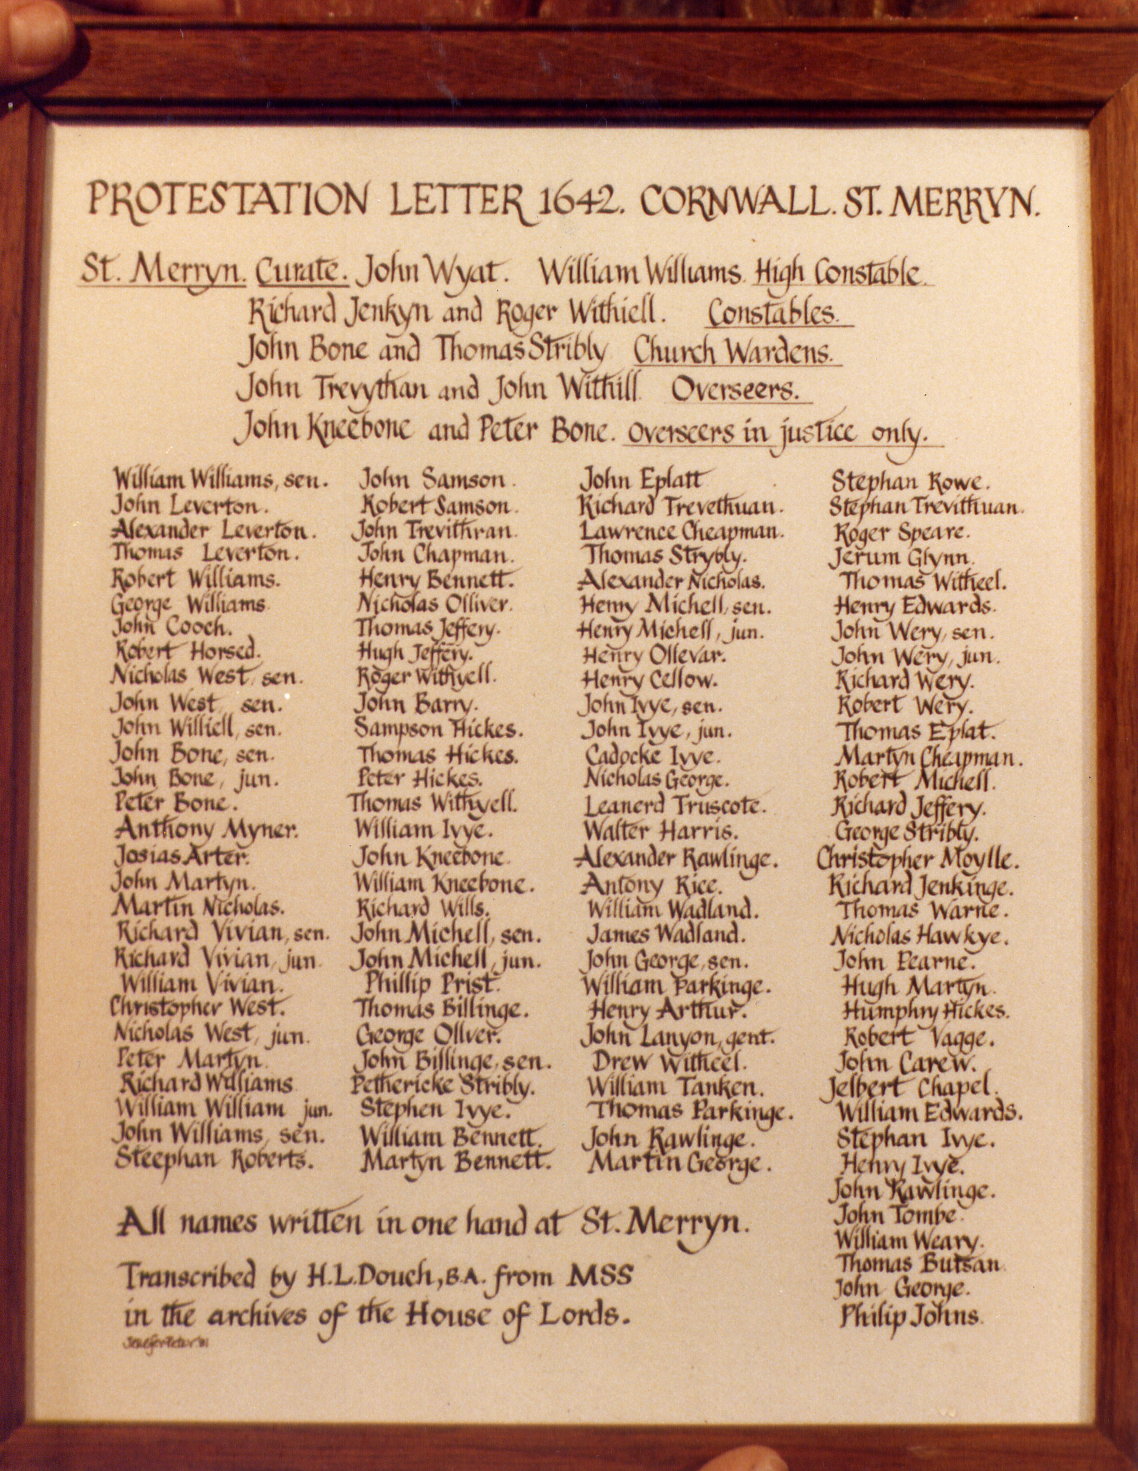 PROTESTATION LETTER 1642. CORNWALL. ST. MERRYN.
St. Merryn. Curate. John Wyat. William Williams. High Constable.
Richard Jenkyn and Roger Withiell. Constables.
John Bone and Thomas Stribly Church Wardens.
John Trevythan and John Withill Overseers.
John Kneebone and Peter Bone. overseers in justice only.
William Williams, sen.
John Leverton.
Alexander Leverton.
Thomas Leverton.
Robert Williams.
George Williams
John Cooch.
Robert Horsed.
Nicholas West, sen.
John West, sen.
John Williell, sen.
John Bone, sen.
John Bone, jun.
Peter Bone.
Anthony Myner.
Josias Arter.
John Martyn.
Martin Nicholas.
Richard Vivian, sen.
Richard Vivian, jun.
William Vivian.
Christopher West.
Nicholas West, jun.
Peter Martyn.
Richard Williams
William William jun.
John Williams, sen.
Steephan Roberts.
John Samson.
Robert Samson.
John Trevithran.
John Chapman.
Henry Bennett.
Nicholas Olliver.
Thomas Jeffery.
Hugh Jeffery.
Roger Withyell.
John Barry.
Sampson Hickes.
Thomas Hickes.
Peter Hickes.
Thomas Withyell.
William Ivye.
John Kneebone
William Kneebone.
Richard Wills.
John Michell, sen.
John Michell, jun.
Phillip Prist.
Thomas Billinge.
George Ollver.
John Billinge, sen.
Pethericke Stribly.
Stephen Ivye.
William Bennett.
Martyn Bennett.
John Eplatt
Richard Trevethuan.
Lawrence Cheapman.
Thomas Strybly.
Alexander Nicholas.
Henry Michell, sen.
Henry Michell, jun.
Henry Ollevar.
Henry Cellow.
John Ivye, sen.
John Ivye, jun.
Cadocke Ivye.
Nicholas George.
Leanerd Truscote.
Walter Harris.
Alexander Rawlinge.
Antony Rice.
William Wadland.
James Wadland.
John George, sen.
William Parkinge.
Henry Arthur.
John Lanyon, gent.
Drew Witheel.
William Tanken.
Thomas Parkinge.
John Rawlinge.
Martin George.
Stephan Rowe.
Stephan Trevithuan.
Roger Speare.
Jerum Glynn.
Thomas Witheel.
Henry Edwards.
John Wery, sen.
John Wery, jun.
Richard Wery.
Robert Wery.
Thomas Eplat.
Martyn Cheapman.
Robert Michell.
Richard Jeffery.
George Stribly.
Christopher Moylle.
Richard Jenkinge.
Thomas Warne.
Nicholas Hawkye.
John Pearne.
Hugh Martyn.
Humphry Hickes.
Robert Vagge.
John Carew.
Jelbert Chapel.
William Edwards.
Stephan Ivye.
Henry Ivye.
John Rawlinge.
John Tombe.
William Weary.
Thomas Butsan.
John George.
Philip Johns.
All names written in one hand at St. Merryn.
Transcribed by H.L.Douch, B.A. from MSS
in the archives of the House of Lords.